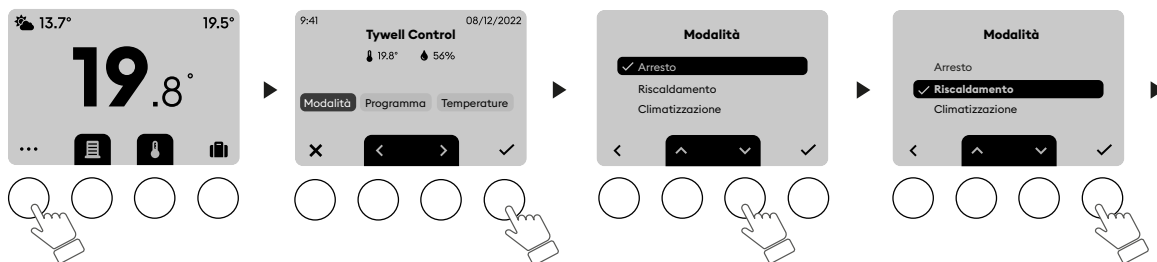 13.7° 19.5°
19.8°
9:41 08/12/2022
Tywell Control
19.8° 56%
Modalità Programma Temperature
Modalità
Arresto
Riscaldamento
Climatizzazione
Modalità
Arresto
Riscaldamento
Climatizzazione